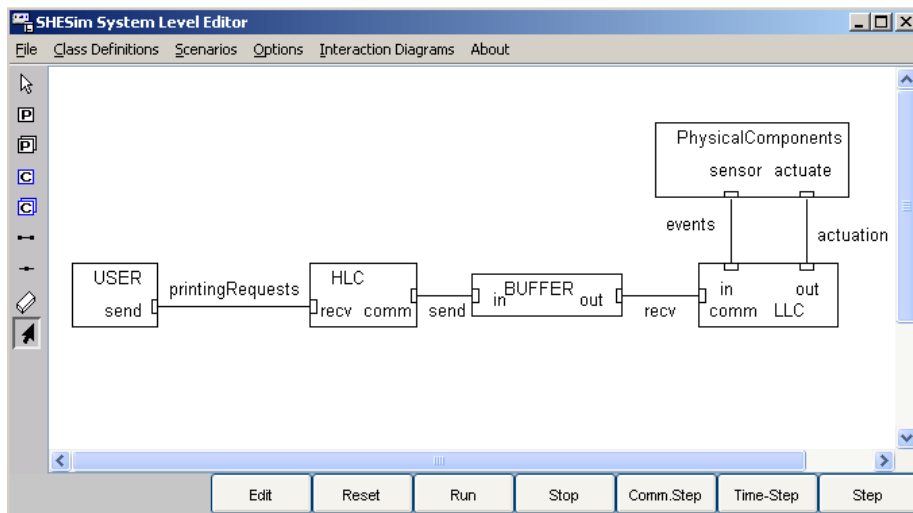 SHESim System Level Editor
File Class Definitions Scenarios Options Interaction Diagrams About
P
P
C
C
PhysicalComponents
sensor actuate
events
actuation
USER
send
printingRequests
HLC
recv comm
send
BUFFER
in
out
recv
in out
comm LLC
Edit Reset Run Stop Comm.Step Time-Step Step